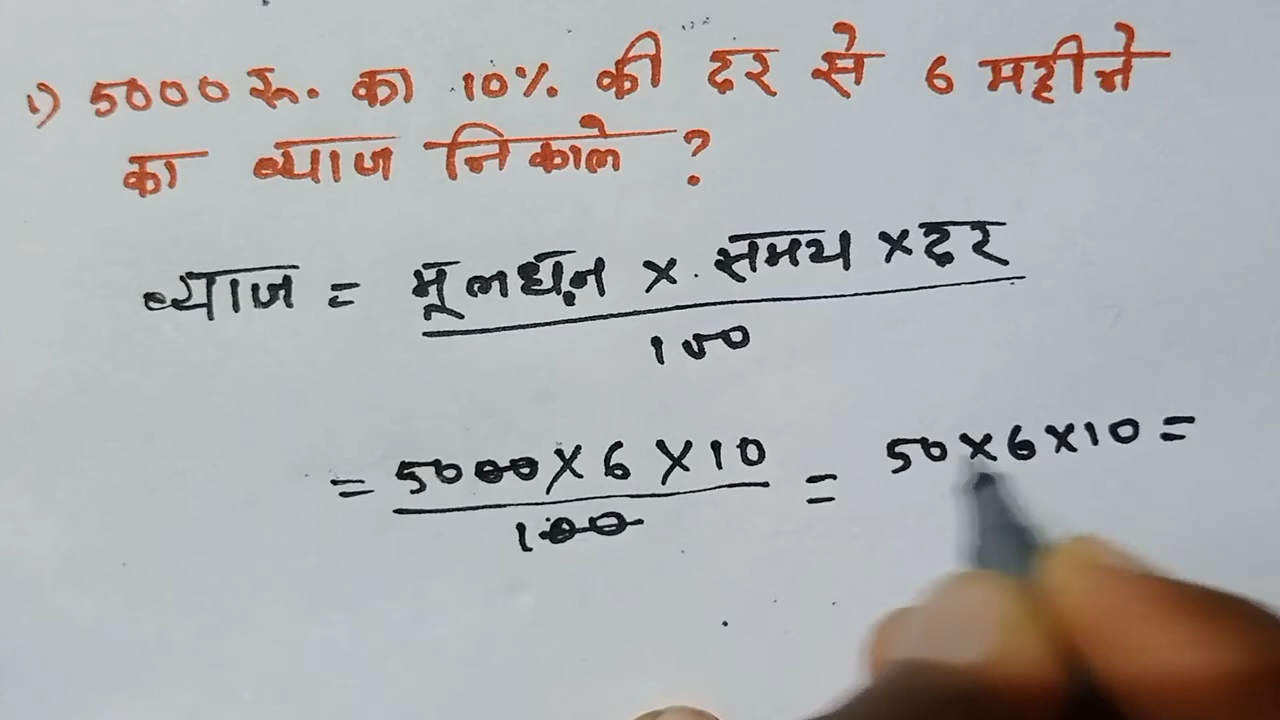 1.) 5000 रू. का 10% की दर से 6 महीने
का ब्याज निकाले ?
ब्याज = मूलधन × समय × दर
100
= 5000 × 6 × 10 = 50 × 6 × 10 =
100